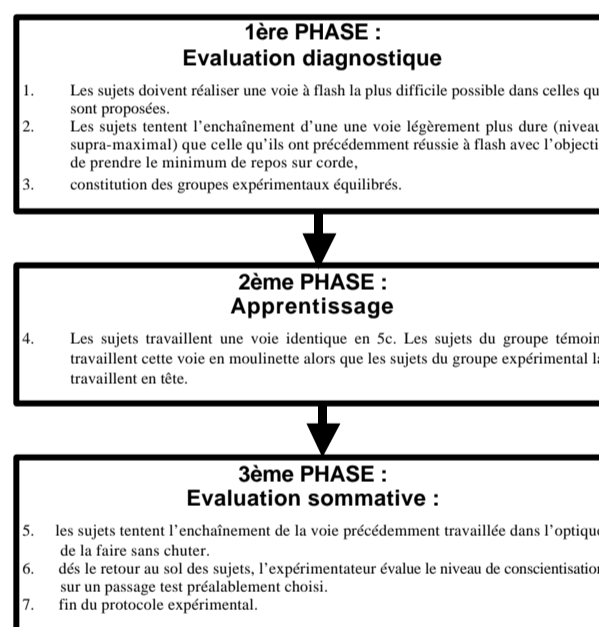 1ère PHASE :
Evaluation diagnostique
1. Les sujets doivent réaliser une voie à flash la plus difficile possible dans celles qu
sont proposées.
2. Les sujets tentent l’enchaînement d’une une voie légèrement plus dure (niveau
supra-maximal) que celle qu’ils ont précédemment réussie à flash avec l’objecti
de prendre le minimum de repos sur corde,
3. constitution des groupes expérimentaux équilibrés.
2ème PHASE :
Apprentissage
4. Les sujets travaillent une voie identique en 5c. Les sujets du groupe témoin
travaillent cette voie en moulinette alors que les sujets du groupe expérimental la
travaillent en tête.
3ème PHASE :
Evaluation sommative :
5. les sujets tentent l’enchaînement de la voie précédemment travaillée dans l’optique
de la faire sans chuter.
6. dés le retour au sol des sujets, l’expérimentateur évalue le niveau de conscientisation
sur un passage test préalablement choisi.
7. fin du protocole expérimental.